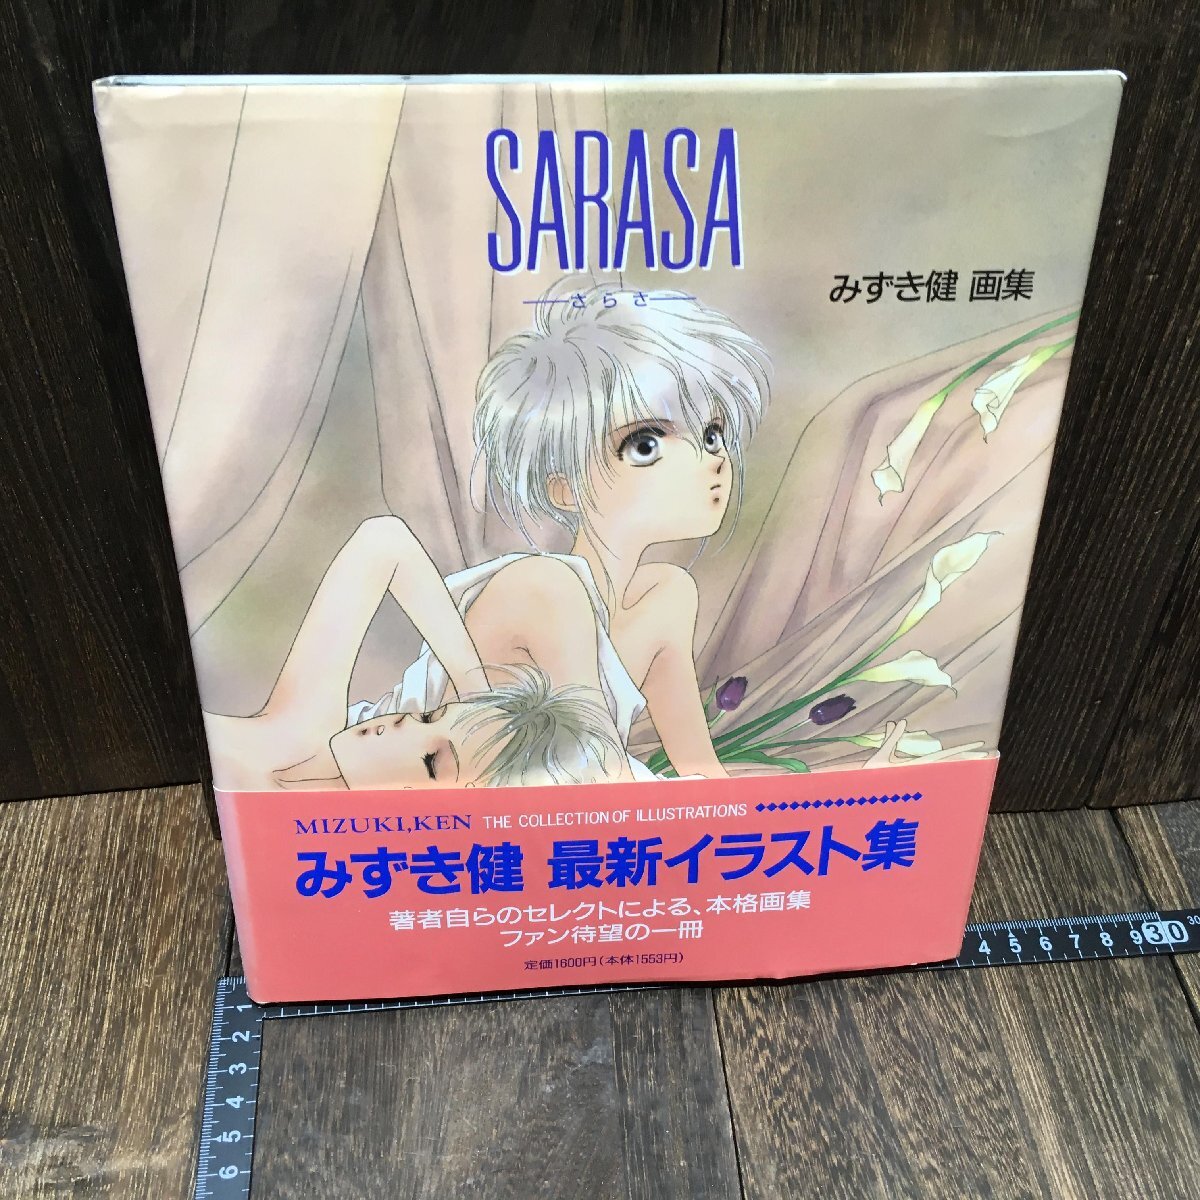 SARASA
さらさ
みずき健 画集
MIZUKI,KEN THE COLLECTION OF ILLUSTRATIONS
みずき健 最新イラスト集
著者自らのセレクトによる、本格画集
ファン待望の一冊
定価1600円(本体1553円)
4 5 6 7 8 9 30 30
1
2
3
4
5
6